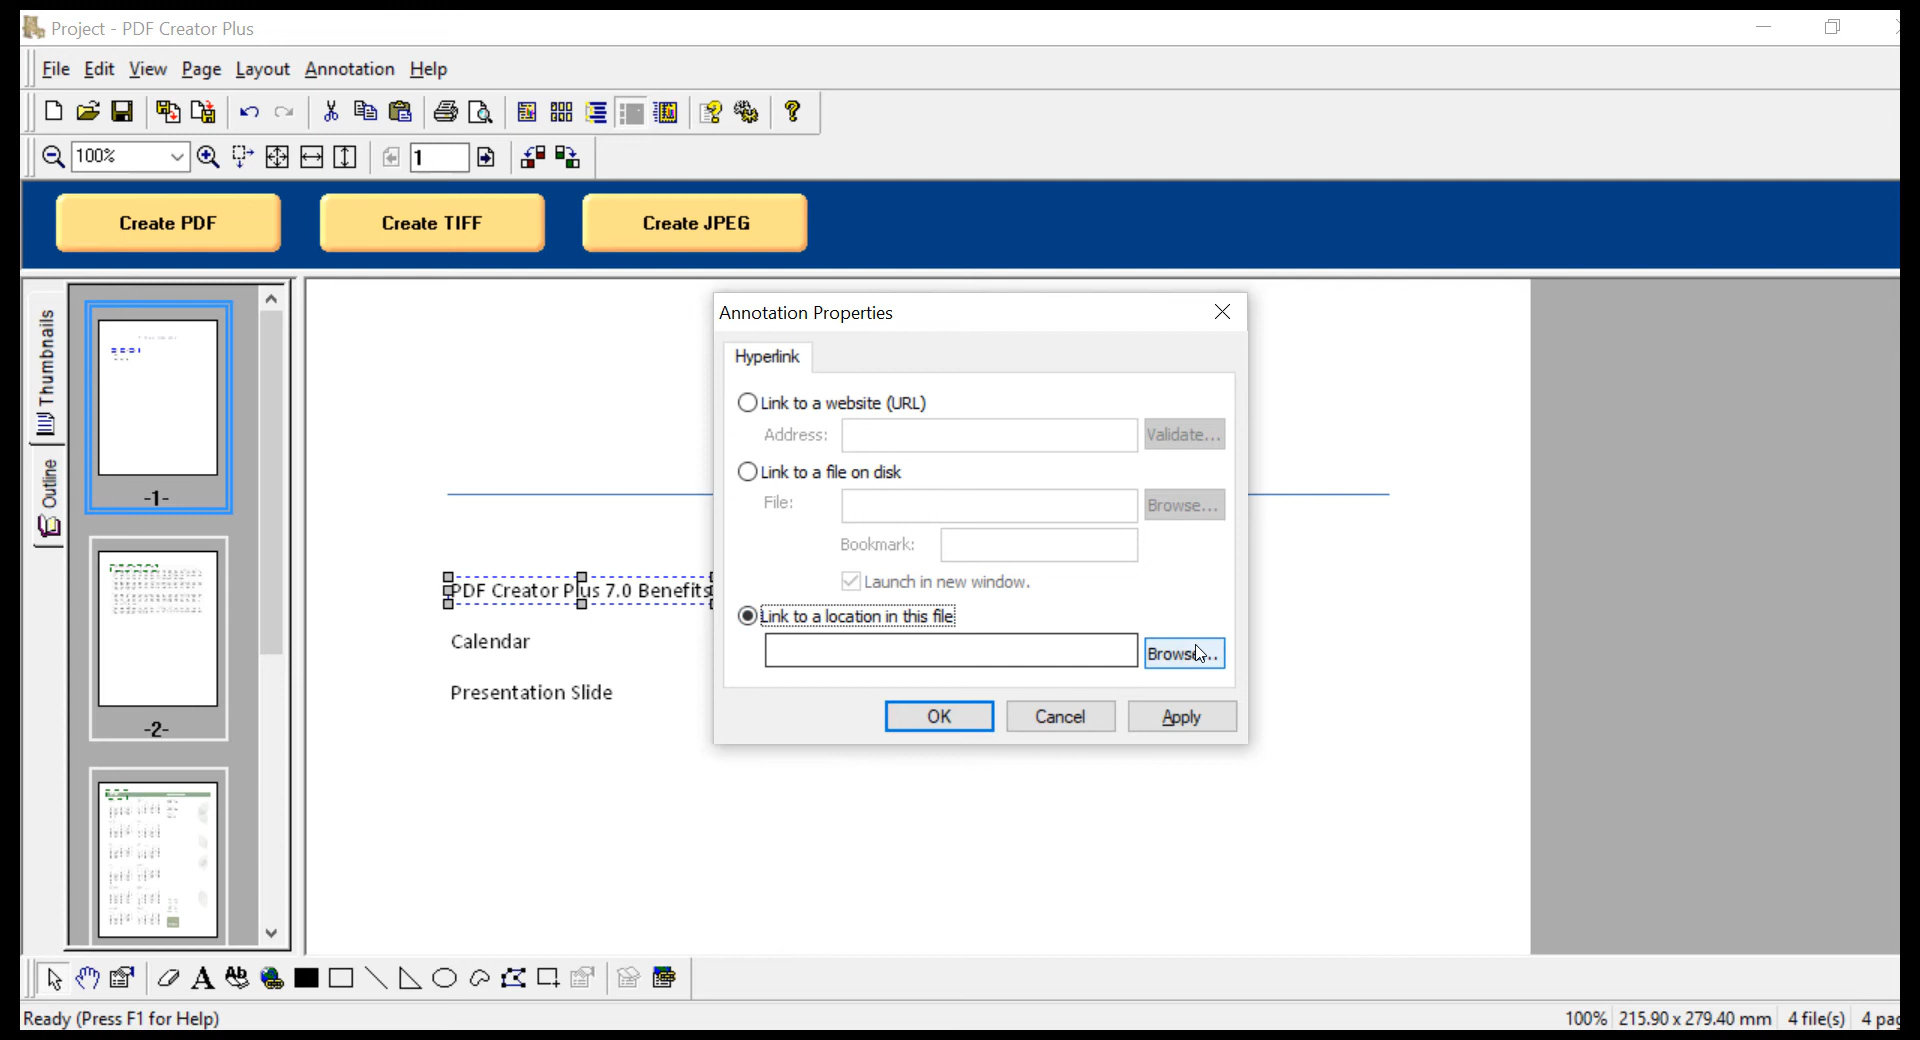 Project - PDF Creator Plus
File Edit View Page Layout Annotation Help
100%
1
Create PDF Create TIFF Create JPEG
Thumbnails
Outline
-1-
-2-
Annotation Properties
Hyperlink
Link to a website (URL)
Address: Validate...
Link to a file on disk
File: Browse...
Bookmark:
Launch in new window.
Link to a location in this file
Browse...
OK Cancel Apply
PDF Creator Plus 7.0 Benefits
Calendar
Presentation Slide
Ready (Press F1 for Help)
100% 215.90 x 279.40 mm 4 file(s) 4 pag